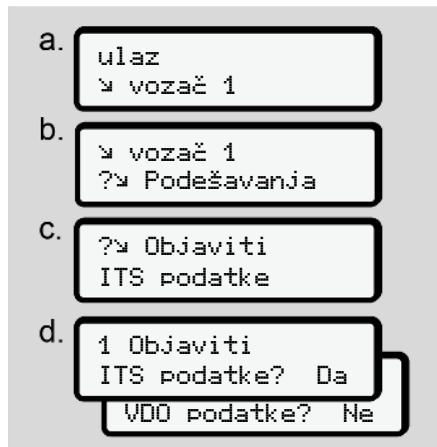 a.
ulaz
↘ vozač 1
b.
↘ vozač 1
?↘ Podešavanja
c.
?↘ Objaviti
ITS podatke
d.
1 Objaviti
ITS podatke? Da
VDO podatke? Ne